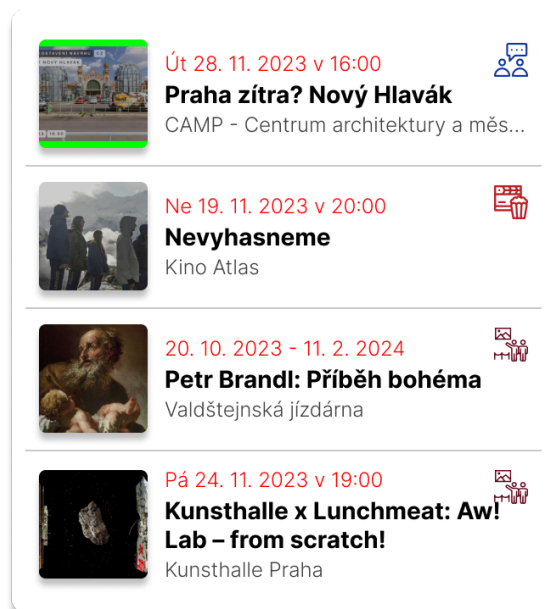 Út 28. 11. 2023 v 16:00
Praha zítra? Nový Hlavák
CAMP - Centrum architektury a měs...
Ne 19. 11. 2023 v 20:00
Nevyhasneme
Kino Atlas
20. 10. 2023 - 11. 2. 2024
Petr Brandl: Příběh bohéma
Valdštejnská jízdárna
Pá 24. 11. 2023 v 19:00
Kunsthalle x Lunchmeat: Aw!
Lab – from scratch!
Kunsthalle Praha